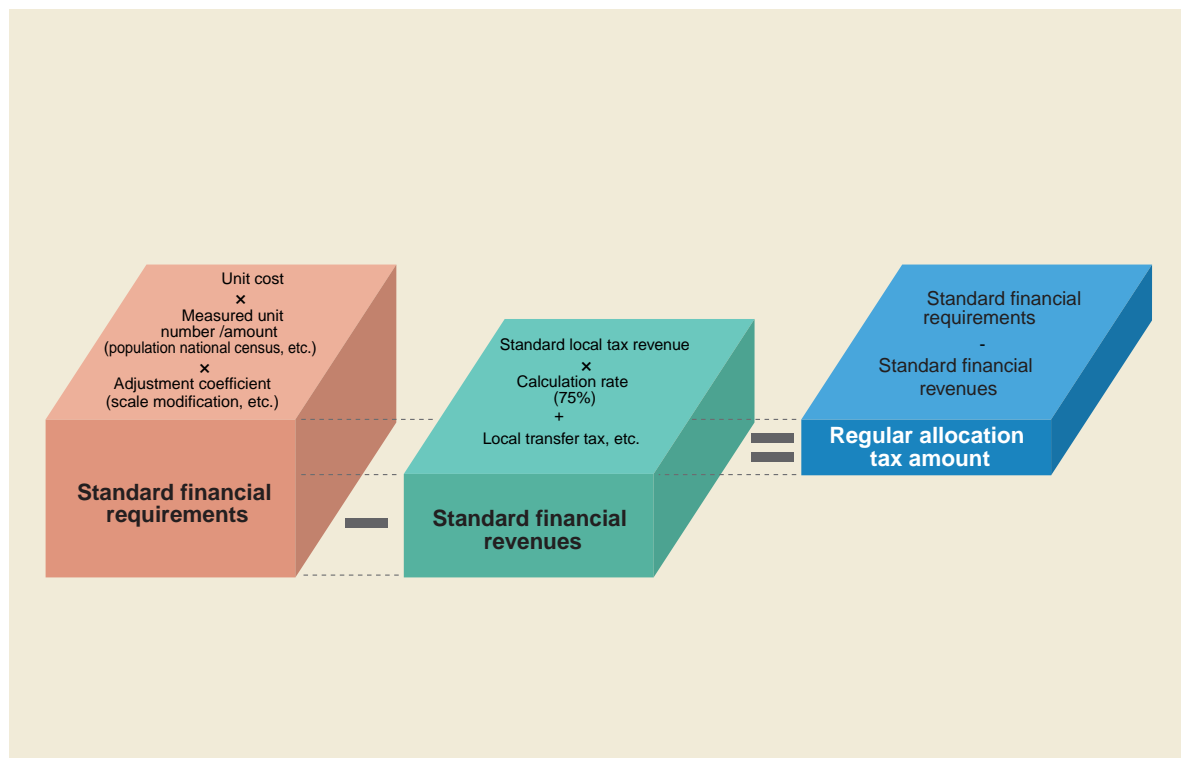 Unit cost
×
Measured unit
number /amount
(population national census, etc.)
×
Adjustment coefficient
(scale modification, etc.)
Standard financial
requirements
Standard local tax revenue
×
Calculation rate
(75%)
+
Local transfer tax, etc.
Standard financial
revenues
Standard financial
requirements
-
Standard financial
revenues
Regular allocation
tax amount